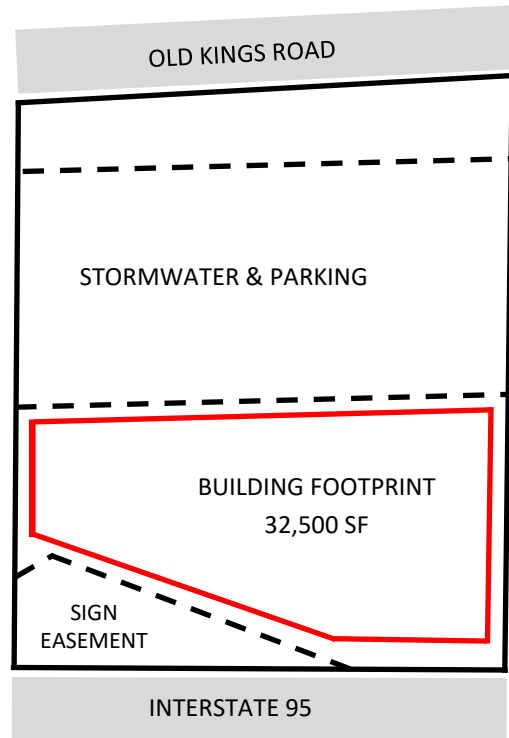 OLD KINGS ROAD
STORMWATER & PARKING
BUILDING FOOTPRINT
32,500 SF
SIGN
EASEMENT
INTERSTATE 95